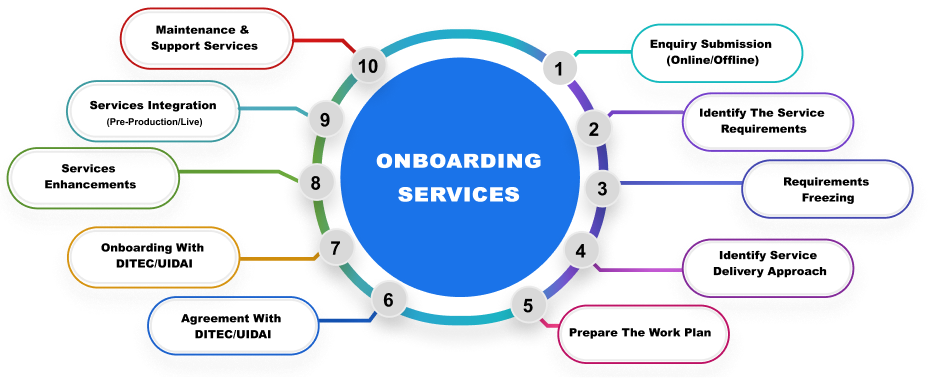 ONBOARDING
SERVICES
1
Enquiry Submission
(Online/Offline)
2
Identify The Service
Requirements
3
Requirements
Freezing
4
Identify Service
Delivery Approach
5
Prepare The Work Plan
6
Agreement With
DITEC/UIDAI
7
Onboarding With
DITEC/UIDAI
8
Services
Enhancements
9
Services Integration
(Pre-Production/Live)
10
Maintenance &
Support Services